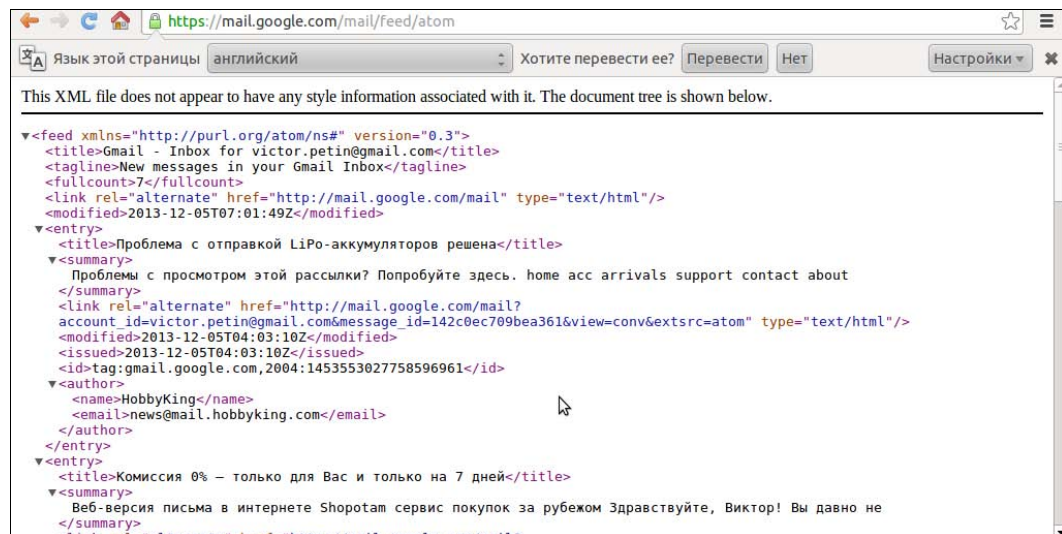 https://mail.google.com/mail/feed/atom
Язык этой страницы английский Хотите перевести ее? Перевести Нет Настройки
This XML file does not appear to have any style information associated with it. The document tree is shown below.
▼<feed xmlns="http://purl.org/atom/ns#" version="0.3">
<title>Gmail - Inbox for victor.petin@gmail.com</title>
<tagline>New messages in your Gmail Inbox</tagline>
<fullcount>7</fullcount>
<link rel="alternate" href="http://mail.google.com/mail" type="text/html"/>
<modified>2013-12-05T07:01:49Z</modified>
▼<entry>
<title>Проблема с отправкой LiPo-аккумуляторов решена</title>
▼<summary>
Проблемы с просмотром этой рассылки? Попробуйте здесь. home acc arrivals support contact about
</summary>
<link rel="alternate" href="http://mail.google.com/mail?
account_id=victor.petin@gmail.com&message_id=142c0ec709bea361&view=conv&extsrc=atom" type="text/html"/>
<modified>2013-12-05T04:03:10Z</modified>
<issued>2013-12-05T04:03:10Z</issued>
<id>tag:gmail.google.com,2004:1453553027758596961</id>
▼<author>
<name>HobbyKing</name>
<email>news@mail.hobbyking.com</email>
</author>
</entry>
▼<entry>
<title>Комиссия 0% – только для Вас и только на 7 дней</title>
▼<summary>
Веб-версия письма в интернете Shopotam сервис покупок за рубежом Здравствуйте, Виктор! Вы давно не
</summary>